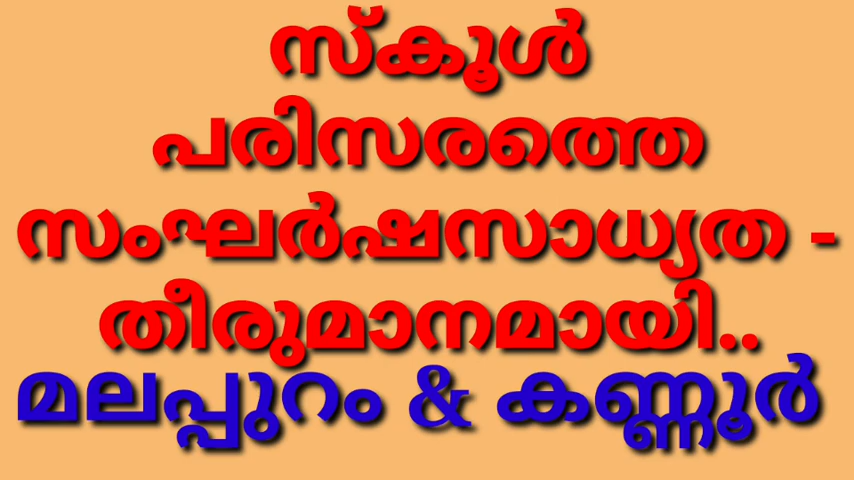 സ്കൂൾ
പരിസരത്തെ
സംഘർഷസാധ്യത -
തീരുമാനമായി..
മലപ്പുറം & കണ്ണൂർ